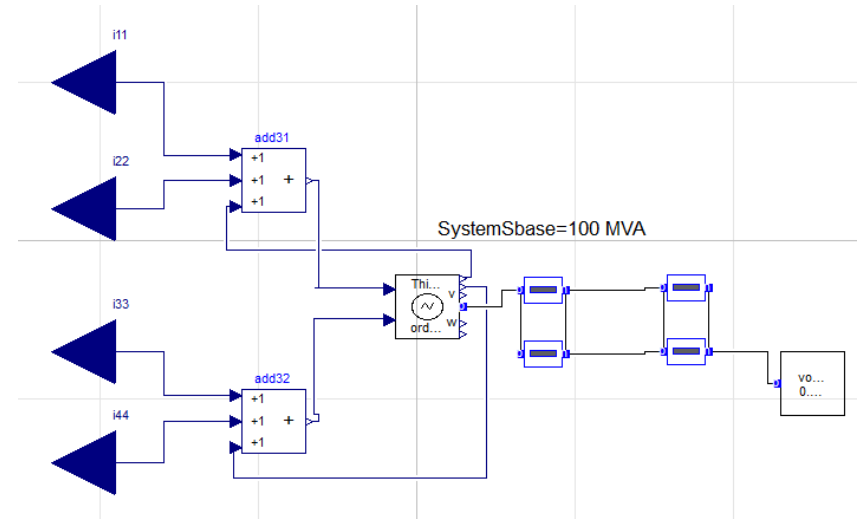 i11
add31
+1
i22
+1
+
+1
SystemSbase=100 MVA
Thi...
v
i33
ord...
w
add32
vo...
0....
+1
i44
+1
+
+1